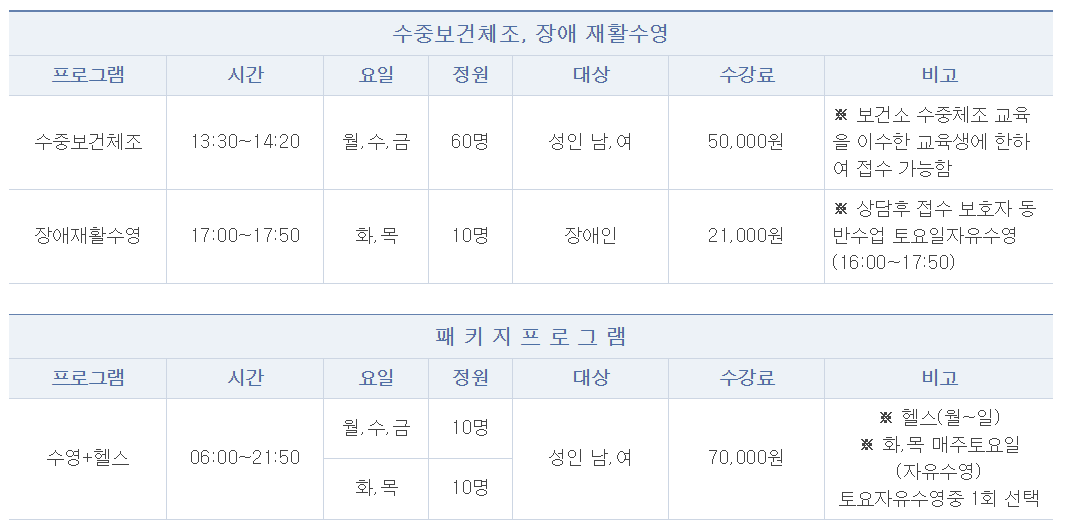 수중보건체조, 장애 재활수영
프로그램 시간 요일 정원 대상 수강료 비고
수중보건체조 13:30~14:20 월,수,금 60명 성인 남,여 50,000원 ※ 보건소 수중체조 교육
을 이수한 교육생에 한하
여 접수 가능함
장애재활수영 17:00~17:50 화,목 10명 장애인 21,000원 ※ 상담후 접수 보호자 동
반수업 토요일자유수영
(16:00~17:50)
패 키 지 프 로 그 램
프로그램 시간 요일 정원 대상 수강료 비고
수영+헬스 06:00~21:50 월,수,금 10명 성인 남,여 70,000원 ※ 헬스(월~일)
화,목 10명 ※ 화,목 매주토요일
(자유수영)
토요자유수영중 1회 선택